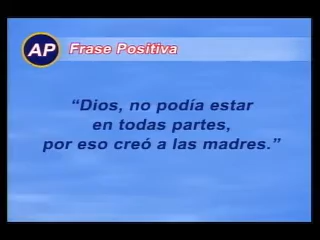 AP Frase Positiva
“Dios, no podía estar
en todas partes,
por eso creó a las madres.”